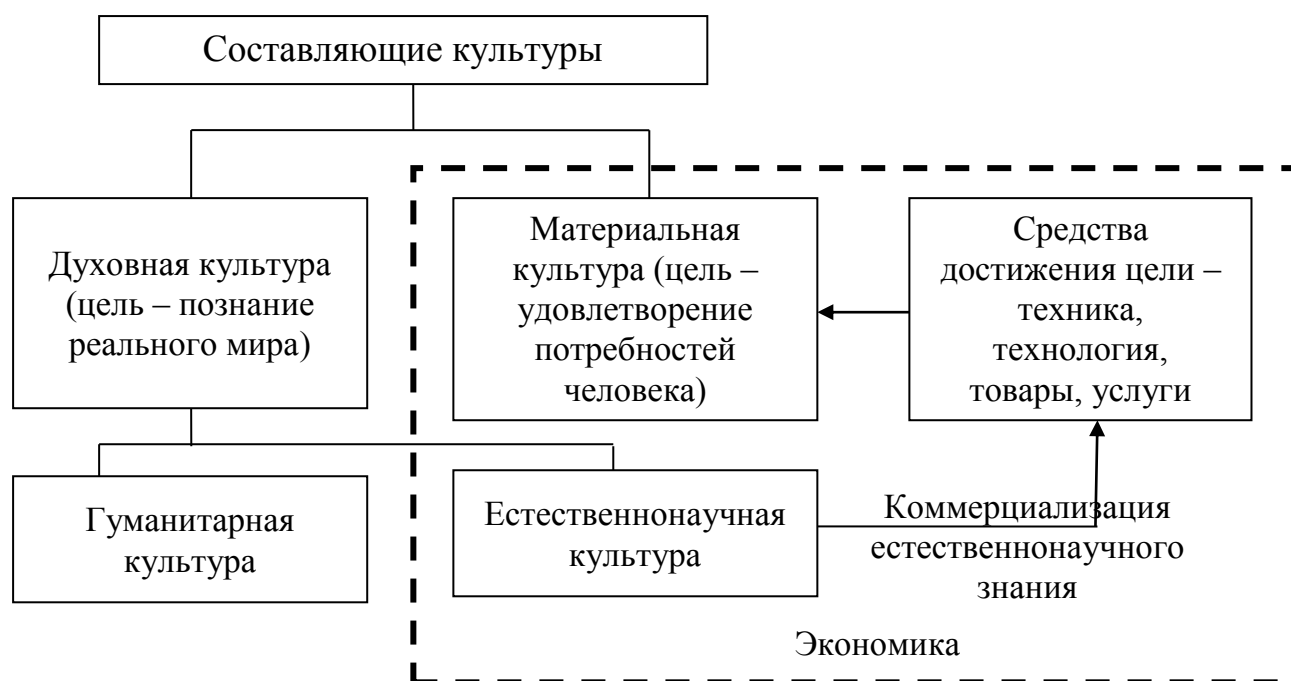 Составляющие культуры
Духовная культура
(цель – познание
реального мира)
Материальная
культура (цель –
удовлетворение
потребностей
человека)
Средства
достижения цели –
техника,
технология,
товары, услуги
Гуманитарная
культура
Естественнонаучная
культура
Коммерциализация
естественнонаучного
знания
Экономика